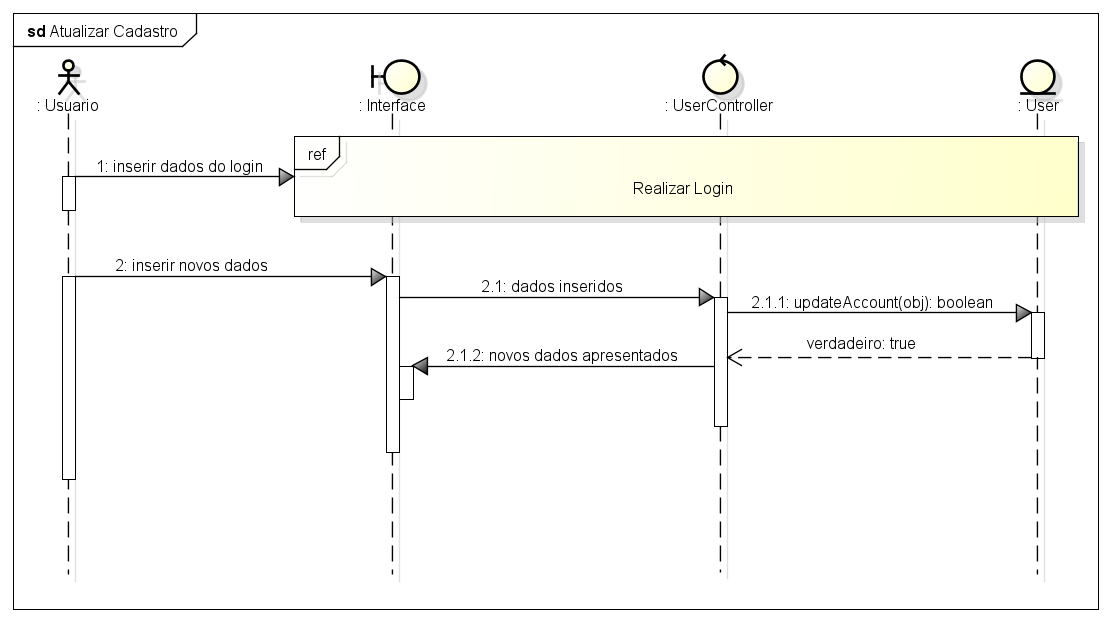 sd Atualizar Cadastro
: Usuario
: Interface
: UserController
: User
ref
1: inserir dados do login
Realizar Login
2: inserir novos dados
2.1: dados inseridos
2.1.1: updateAccount(obj): boolean
verdadeiro: true
2.1.2: novos dados apresentados